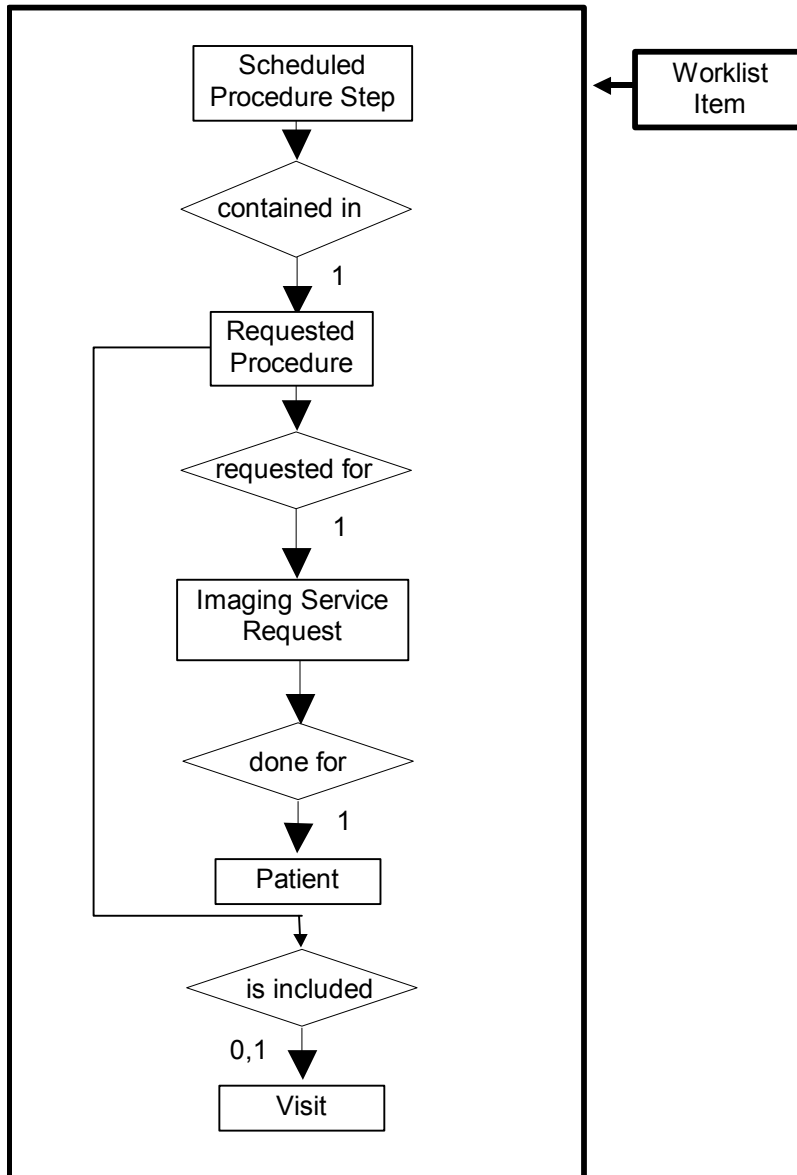 Scheduled
Procedure Step
Worklist
Item
contained in
1
Requested
Procedure
requested for
1
Imaging Service
Request
done for
1
Patient
is included
0,1
Visit